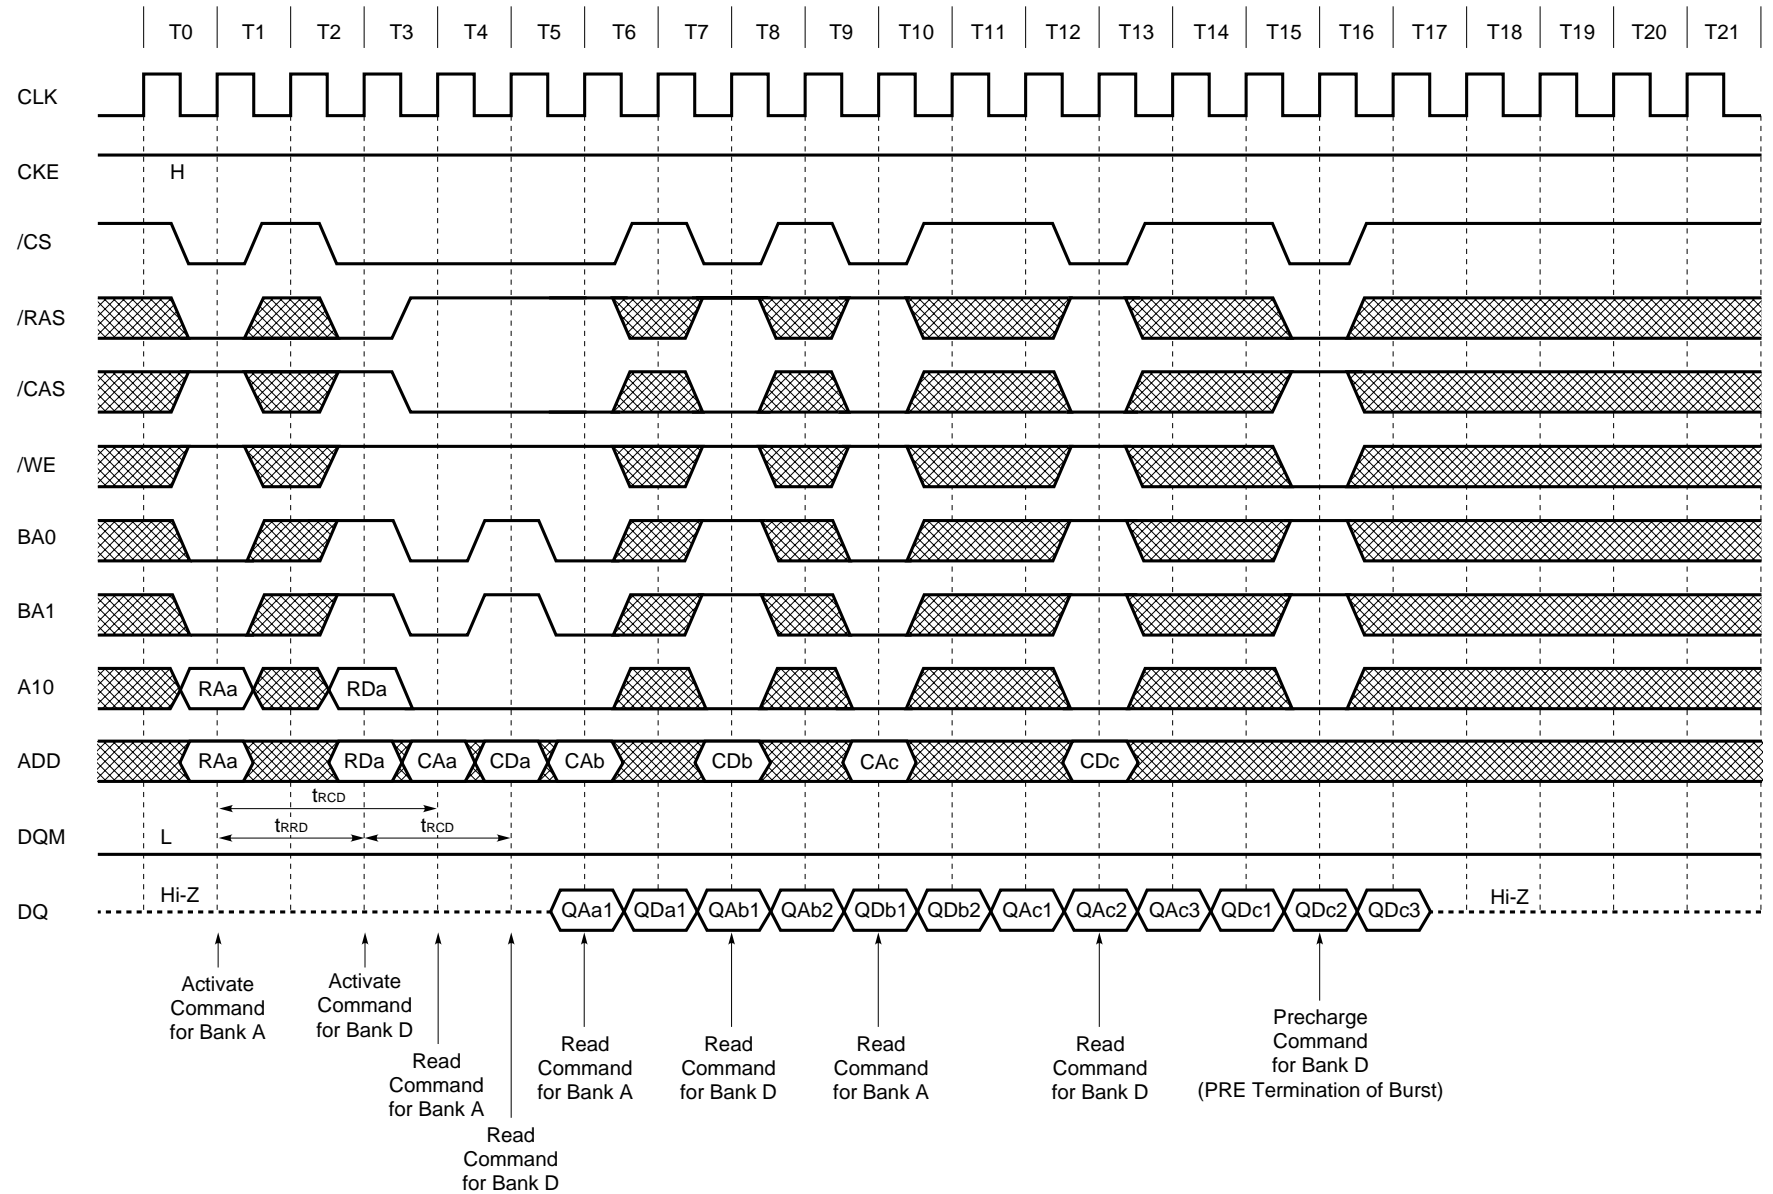 T0 T1 T2 T3 T4 T5 T6 T7 T8 T9 T10 T11 T12 T13 T14 T15 T16 T17 T18 T19 T20 T21
CLK
CKE H
/CS
/RAS
/CAS
/WE
BA0
BA1
A10 RAa RDa
ADD RAa RDa CAa CDa CAb CDb CAc CDc
tRCD
tRRD tRCD
DQM L
Hi-Z Hi-Z
DQ QAa1 QDa1 QAb1 QAb2 QDb1 QDb2 QAc1 QAc2 QAc3 QDc1 QDc2 QDc3
Activate
Command
for Bank A
Activate
Command
for Bank D
Read
Command
for Bank A
Read
Command
for Bank D
Read
Command
for Bank A
Read
Command
for Bank D
Read
Command
for Bank A
Read
Command
for Bank D
Precharge
Command
for Bank D
(PRE Termination of Burst)